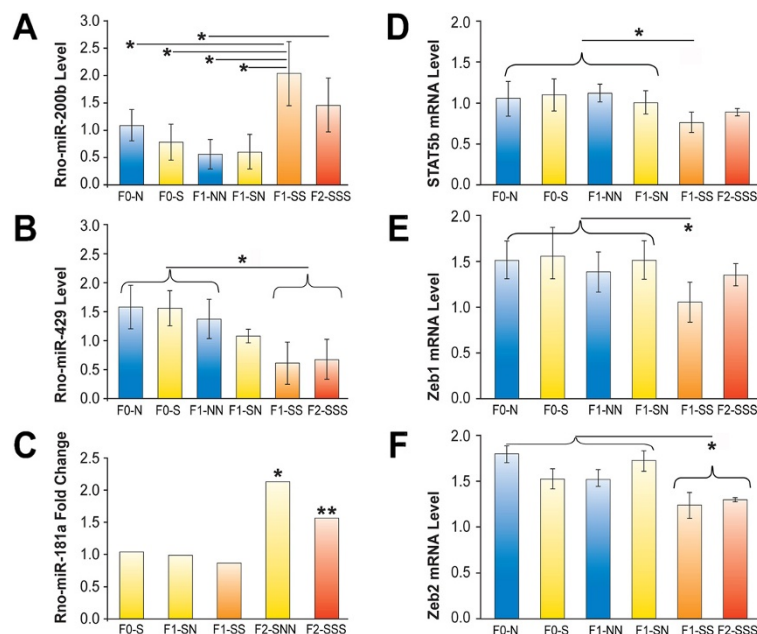 A
Rno-miR-200b Level
3.0
2.5
2.0
1.5
1.0
0.5
0.0
* * * * *
F0-N F0-S F1-NN F1-SN F1-SS F2-SSS
B
Rno-miR-429 Level
3.0
2.5
2.0
1.5
1.0
0.5
0.0
*
F0-N F0-S F1-NN F1-SN F1-SS F2-SSS
C
Rno-miR-181a Fold Change
2.5
2.0
1.5
1.0
0.5
0.0
* **
F0-S F1-SN F1-SS F2-SNN F2-SSS
D
STAT5b mRNA Level
2.0
1.5
1.0
0.5
0.0
*
F0-N F0-S F1-NN F1-SN F1-SS F2-SSS
E
Zeb1 mRNA Level
2.0
1.5
1.0
0.5
0
*
F0-N F0-S F1-NN F1-SN F1-SS F2-SSS
F
Zeb2 mRNA Level
2.0
1.5
1.0
1.5
0
*
F0-N F0-S F1-NN F1-SN F1-SS F2-SSS